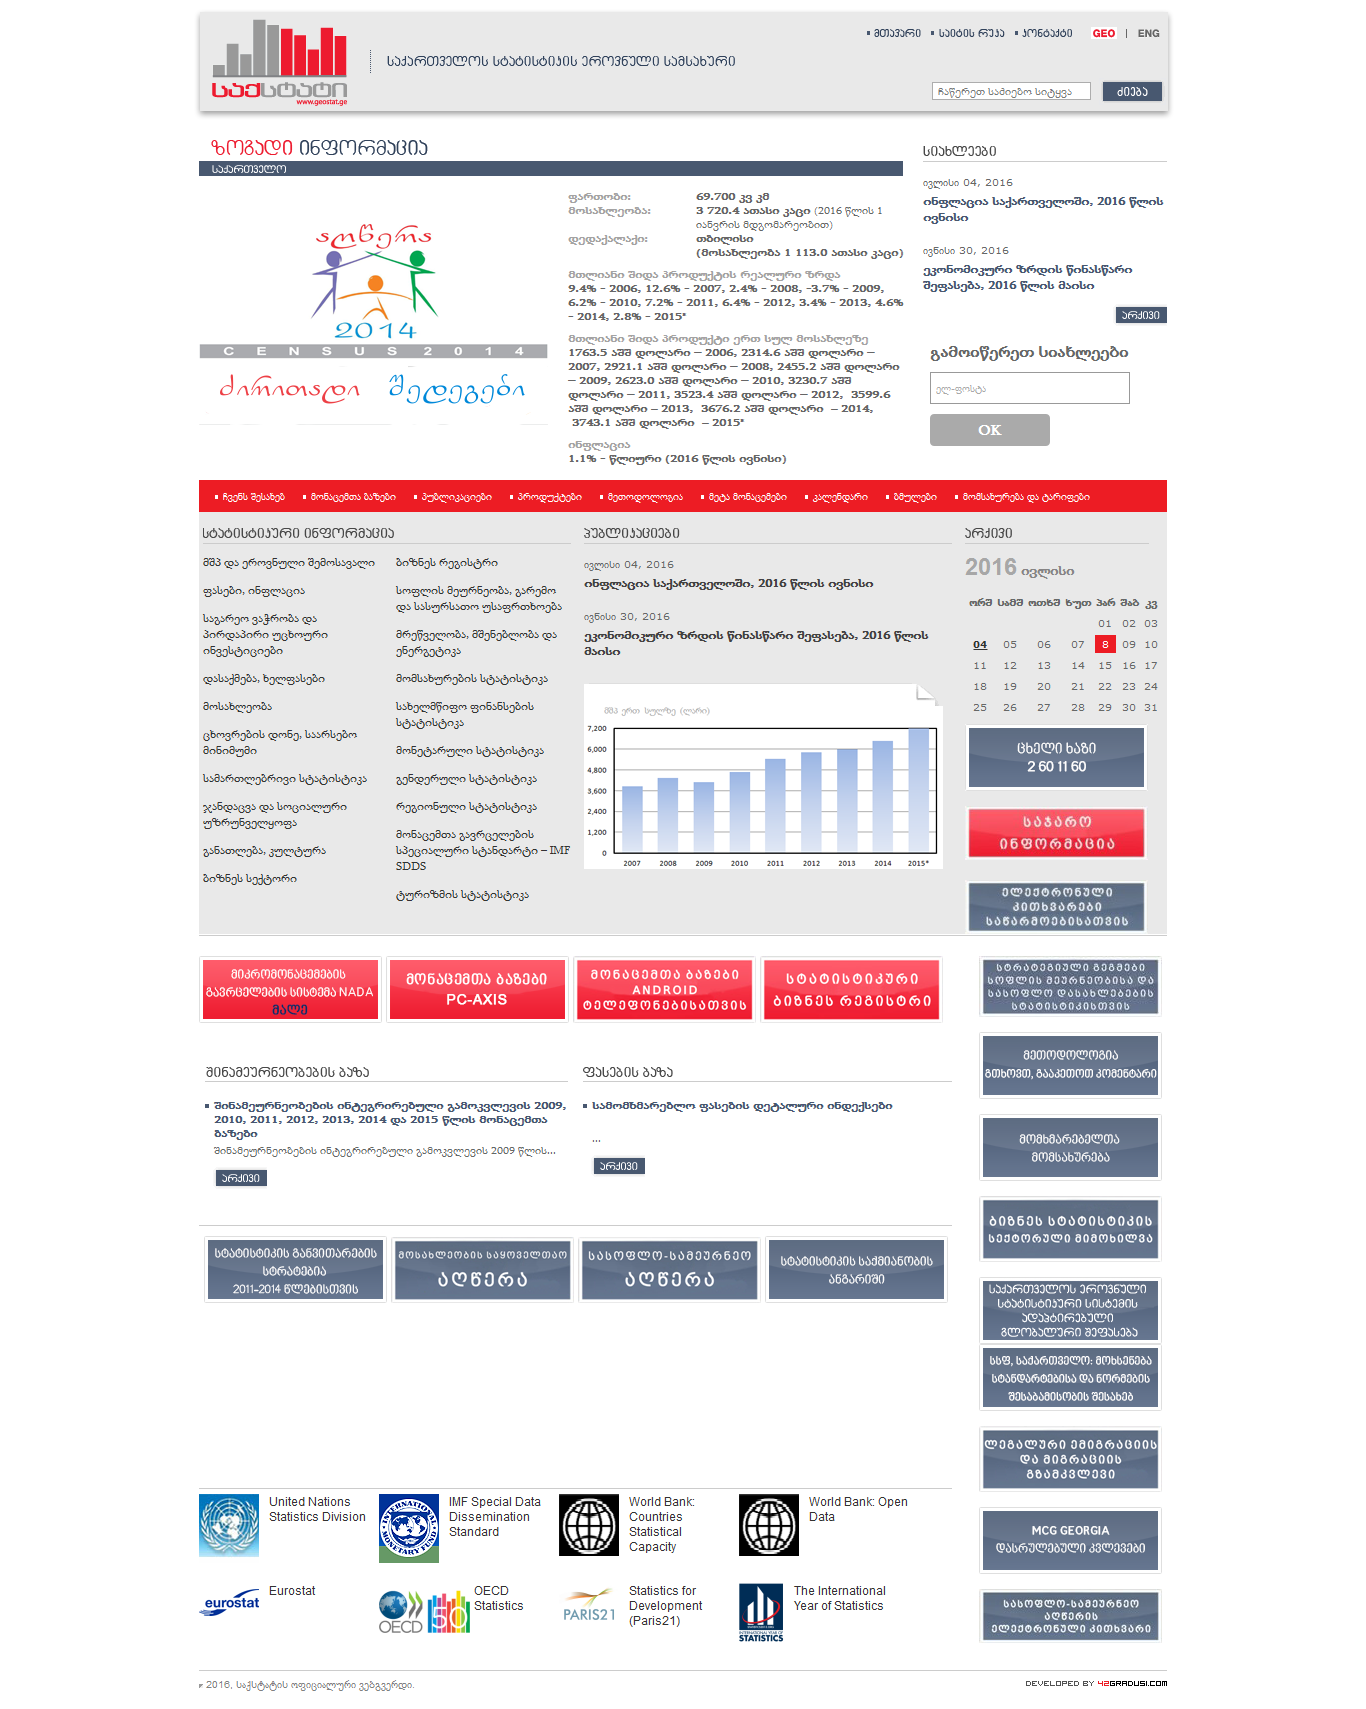 მთავარი
საიტის რუკა
კონტაქტი
GEO | ENG
საქსტატი
www.geostat.ge
საქართველოს სტატისტიკის ეროვნული სამსახური
ჩაწერეთ საძიებო სიტყვა
ძიება
ზოგადი ინფორმაცია
საქართველო
აღწერა
2014
CENSUS2014
ძირითადი შედეგები
ფართობი: 69.700 კვ კმ
მოსახლეობა: 3 720.4 ათასი კაცი (2016 წლის 1
იანვრის მდგომარეობით)
დედაქალაქი: თბილისი
(მოსახლეობა 1 113.0 ათასი კაცი)
მთლიანი შიდა პროდუქტის რეალური ზრდა
9.4% - 2006, 12.6% - 2007, 2.4% - 2008, -3.7% - 2009,
6.2% - 2010, 7.2% - 2011, 6.4% - 2012, 3.4% - 2013, 4.6%
- 2014, 2.8% - 2015*
მთლიანი შიდა პროდუქტი ერთ სულ მოსახლეზე
1763.5 აშშ დოლარი – 2006, 2314.6 აშშ დოლარი –
2007, 2921.1 აშშ დოლარი – 2008, 2455.2 აშშ დოლარი
– 2009, 2623.0 აშშ დოლარი – 2010, 3230.7 აშშ
დოლარი – 2011, 3523.4 აშშ დოლარი – 2012, 3599.6
აშშ დოლარი – 2013, 3676.2 აშშ დოლარი – 2014,
3743.1 აშშ დოლარი – 2015*
ინფლაცია
1.1% - წლიური (2016 წლის ივნისი)
სიახლეები
ივლისი 04, 2016
ინფლაცია საქართველოში, 2016 წლის
ივნისი
ივნისი 30, 2016
ეკონომიკური ზრდის წინასწარი
შეფასება, 2016 წლის მაისი
არქივი
გამოიწერეთ სიახლეები
ელ-ფოსტა
OK
ჩვენს შესახებ
მონაცემთა ბაზები
პუბლიკაციები
პროდუქტები
მეთოდოლოგია
მეტა მონაცემები
კალენდარი
ბმულები
მომსახურება და ტარიფები
სტატისტიკური ინფორმაცია
მშპ და ეროვნული შემოსავალი
ფასები, ინფლაცია
საგარეო ვაჭრობა და
პირდაპირი უცხოური
ინვესტიციები
დასაქმება, ხელფასები
მოსახლეობა
ცხოვრების დონე, საარსებო
მინიმუმი
სამართლებრივი სტატისტიკა
ჯანდაცვა და სოციალური
უზრუნველყოფა
განათლება, კულტურა
ბიზნეს სექტორი
ბიზნეს რეგისტრი
სოფლის მეურნეობა, გარემო
და სასურსათო უსაფრთხოება
მრეწველობა, მშენებლობა და
ენერგეტიკა
მომსახურების სტატისტიკა
სახელმწიფო ფინანსების
სტატისტიკა
მონეტარული სტატისტიკა
გენდერული სტატისტიკა
რეგიონული სტატისტიკა
მონაცემთა გავრცელების
სპეციალური სტანდარტი – IMF
SDDS
ტურიზმის სტატისტიკა
პუბლიკაციები
ივლისი 04, 2016
ინფლაცია საქართველოში, 2016 წლის ივნისი
ივნისი 30, 2016
ეკონომიკური ზრდის წინასწარი შეფასება, 2016 წლის
მაისი
მშპ ერთ სულზე (ლარი)
7,200
6,000
4,800
3,600
2,400
1,200
0
2007 2008 2009 2010 2011 2012 2013 2014 2015*
არქივი
2016 ივლისი
ორშ სამშ ოთხშ ხუთ პარ შაბ კვ
01 02 03
04 05 06 07 8 09 10
11 12 13 14 15 16 17
18 19 20 21 22 23 24
25 26 27 28 29 30 31
ცხელი ხაზი
2 60 11 60
საჯარო
ინფორმაცია
ელექტრონული
კითხვარები
საწარმოებისათვის
მიკრომონაცემების
გავრცელების სისტემა NADA
მალე
მონაცემთა ბაზები
PC-AXIS
მონაცემთა ბაზები
ANDROID
ტელეფონებისათვის
სტატისტიკური
ბიზნეს რეგისტრი
სტრატეგიული გეგმები
სოფლის მეურნეობისა და
სასოფლო დასახლებების
სტატისტიკისთვის
მეთოდოლოგია
გთხოვთ, გააკეთოთ კომენტარი
მომხმარებელთა
მომსახურება
ბიზნეს სტატისტიკის
სექტორული მიმოხილვა
საქართველოს ეროვნული
სტატისტიკური სისტემის
ადაპტირებული
გლობალური შეფასება
სსფ, საქართველო: მოხსენება
სტანდარტებისა და ნორმების
შესაბამისობის შესახებ
ლეგალური ემიგრაციის
და მიგრაციის
გზამკვლევი
MCG GEORGIA
დასრულებული კვლევები
სასოფლო-სამეურნეო
აღწერის
ელექტრონული კითხვარი
შინამეურნეობების ბაზა
შინამეურნეობების ინტეგრირებული გამოკვლევის 2009,
2010, 2011, 2012, 2013, 2014 და 2015 წლის მონაცემთა
ბაზები
შინამეურნეობების ინტეგრირებული გამოკვლევის 2009 წლის...
არქივი
ფასების ბაზა
სამომხმარებლო ფასების დეტალური ინდექსები
...
არქივი
სტატისტიკის განვითარების
სტრატებია
2011-2014 წლებისთვის
მოსახლეობის საყოველთაო
აღწერა
სასოფლო-სამეურნეო
აღწერა
სტატისტიკის საქმიანობის
ანგარიში
United Nations
Statistics Division
INTERNATIONAL MONETARY FUND
IMF Special Data
Dissemination
Standard
World Bank:
Countries
Statistical
Capacity
World Bank: Open
Data
eurostat
Eurostat
OECD
OECD
Statistics
PARIS21
Statistics for
Development
(Paris21)
INTERNATIONAL YEAR OF
STATISTICS
The International
Year of Statistics
2016, საქსტატის ოფიციალური ვებგვერდი.
DEVELOPED BY 42GRADUSI.COM